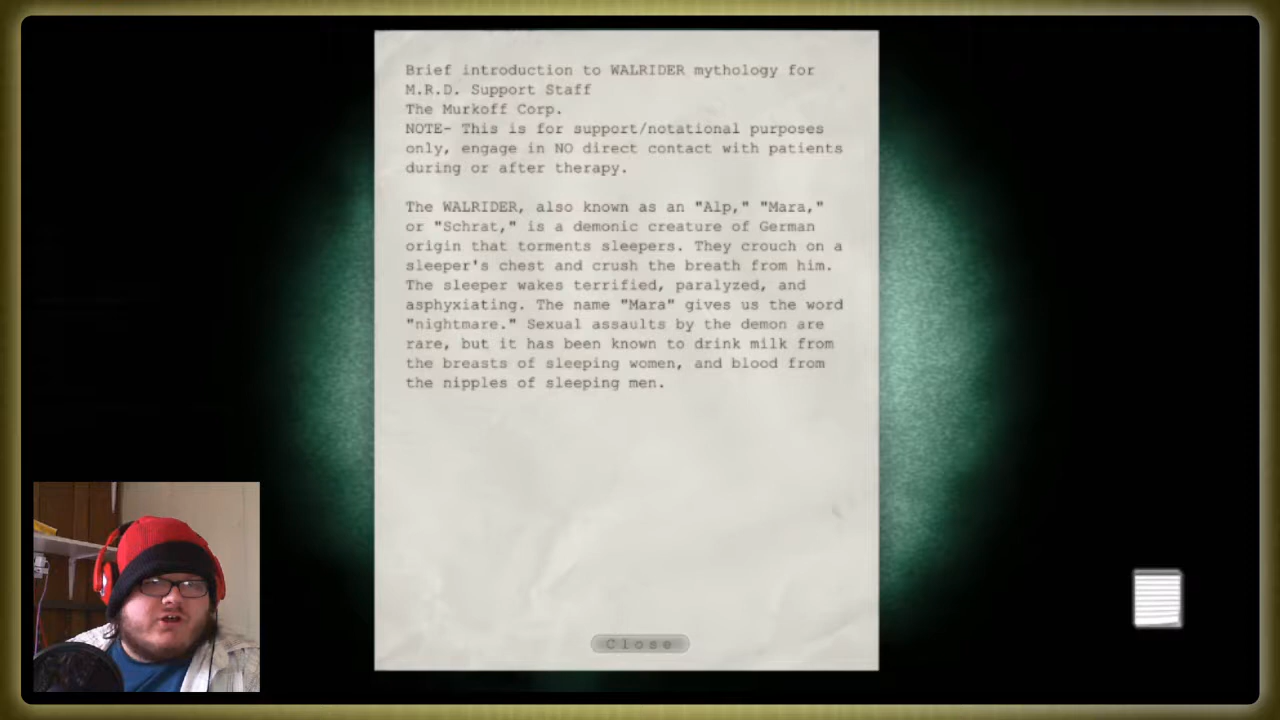 Brief introduction to WALRIDER mythology for
M.R.D. Support Staff
The Murkoff Corp.
NOTE- This is for support/notational purposes
only, engage in NO direct contact with patients
during or after therapy.
The WALRIDER, also known as an "Alp," "Mara,"
or "Schrat," is a demonic creature of German
origin that torments sleepers. They crouch on a
sleeper's chest and crush the breath from him.
The sleeper wakes terrified, paralyzed, and
asphyxiating. The name "Mara" gives us the word
"nightmare." Sexual assaults by the demon are
rare, but it has been known to drink milk from
the breasts of sleeping women, and blood from
the nipples of sleeping men.
Close